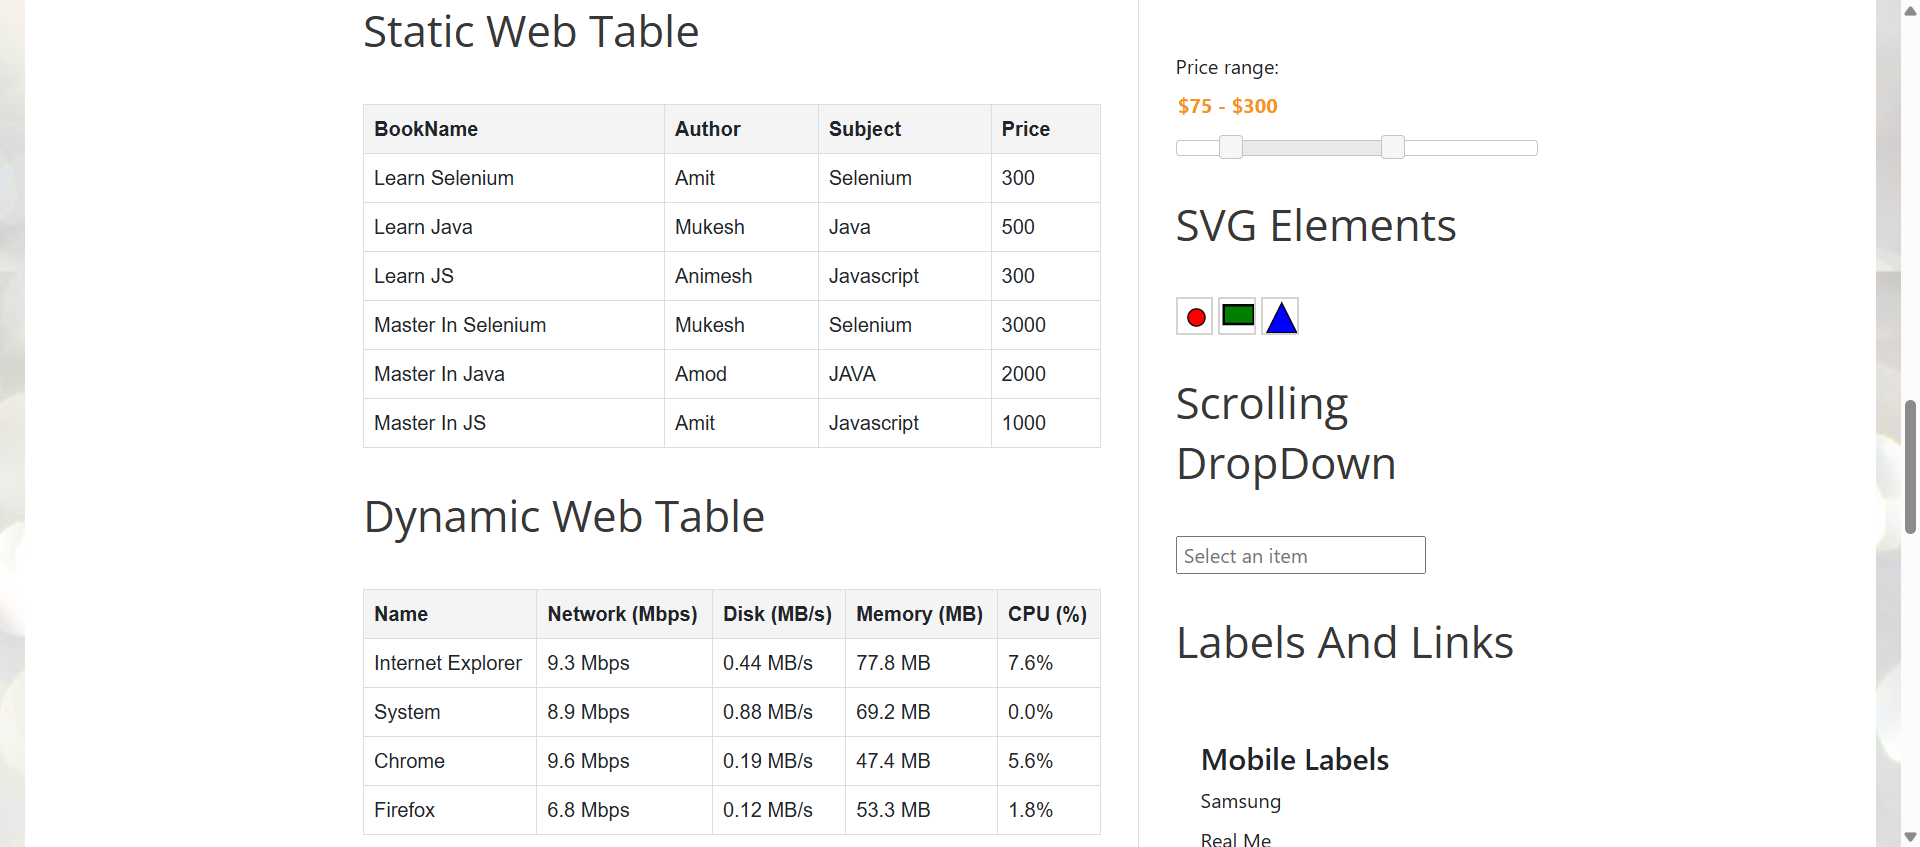 Static Web Table
BookName Author Subject Price
Learn Selenium Amit Selenium 300
Learn Java Mukesh Java 500
Learn JS Animesh Javascript 300
Master In Selenium Mukesh Selenium 3000
Master In Java Amod JAVA 2000
Master In JS Amit Javascript 1000
Dynamic Web Table
Name Network (Mbps) Disk (MB/s) Memory (MB) CPU (%)
Internet Explorer 9.3 Mbps 0.44 MB/s 77.8 MB 7.6%
System 8.9 Mbps 0.88 MB/s 69.2 MB 0.0%
Chrome 9.6 Mbps 0.19 MB/s 47.4 MB 5.6%
Firefox 6.8 Mbps 0.12 MB/s 53.3 MB 1.8%
Price range:
$75 - $300
SVG Elements
Scrolling
DropDown
Select an item
Labels And Links
Mobile Labels
Samsung
Real Me